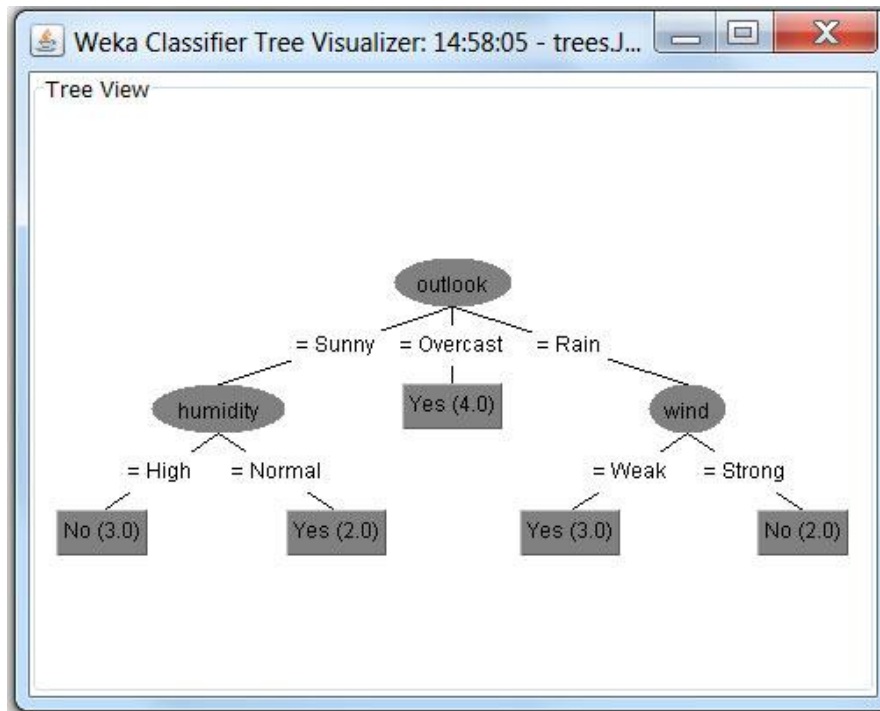 Weka Classifier Tree Visualizer: 14:58:05 - trees.J...
Tree View
outlook
= Sunny = Overcast = Rain
humidity Yes (4.0) wind
= High = Normal = Weak = Strong
No (3.0) Yes (2.0) Yes (3.0) No (2.0)